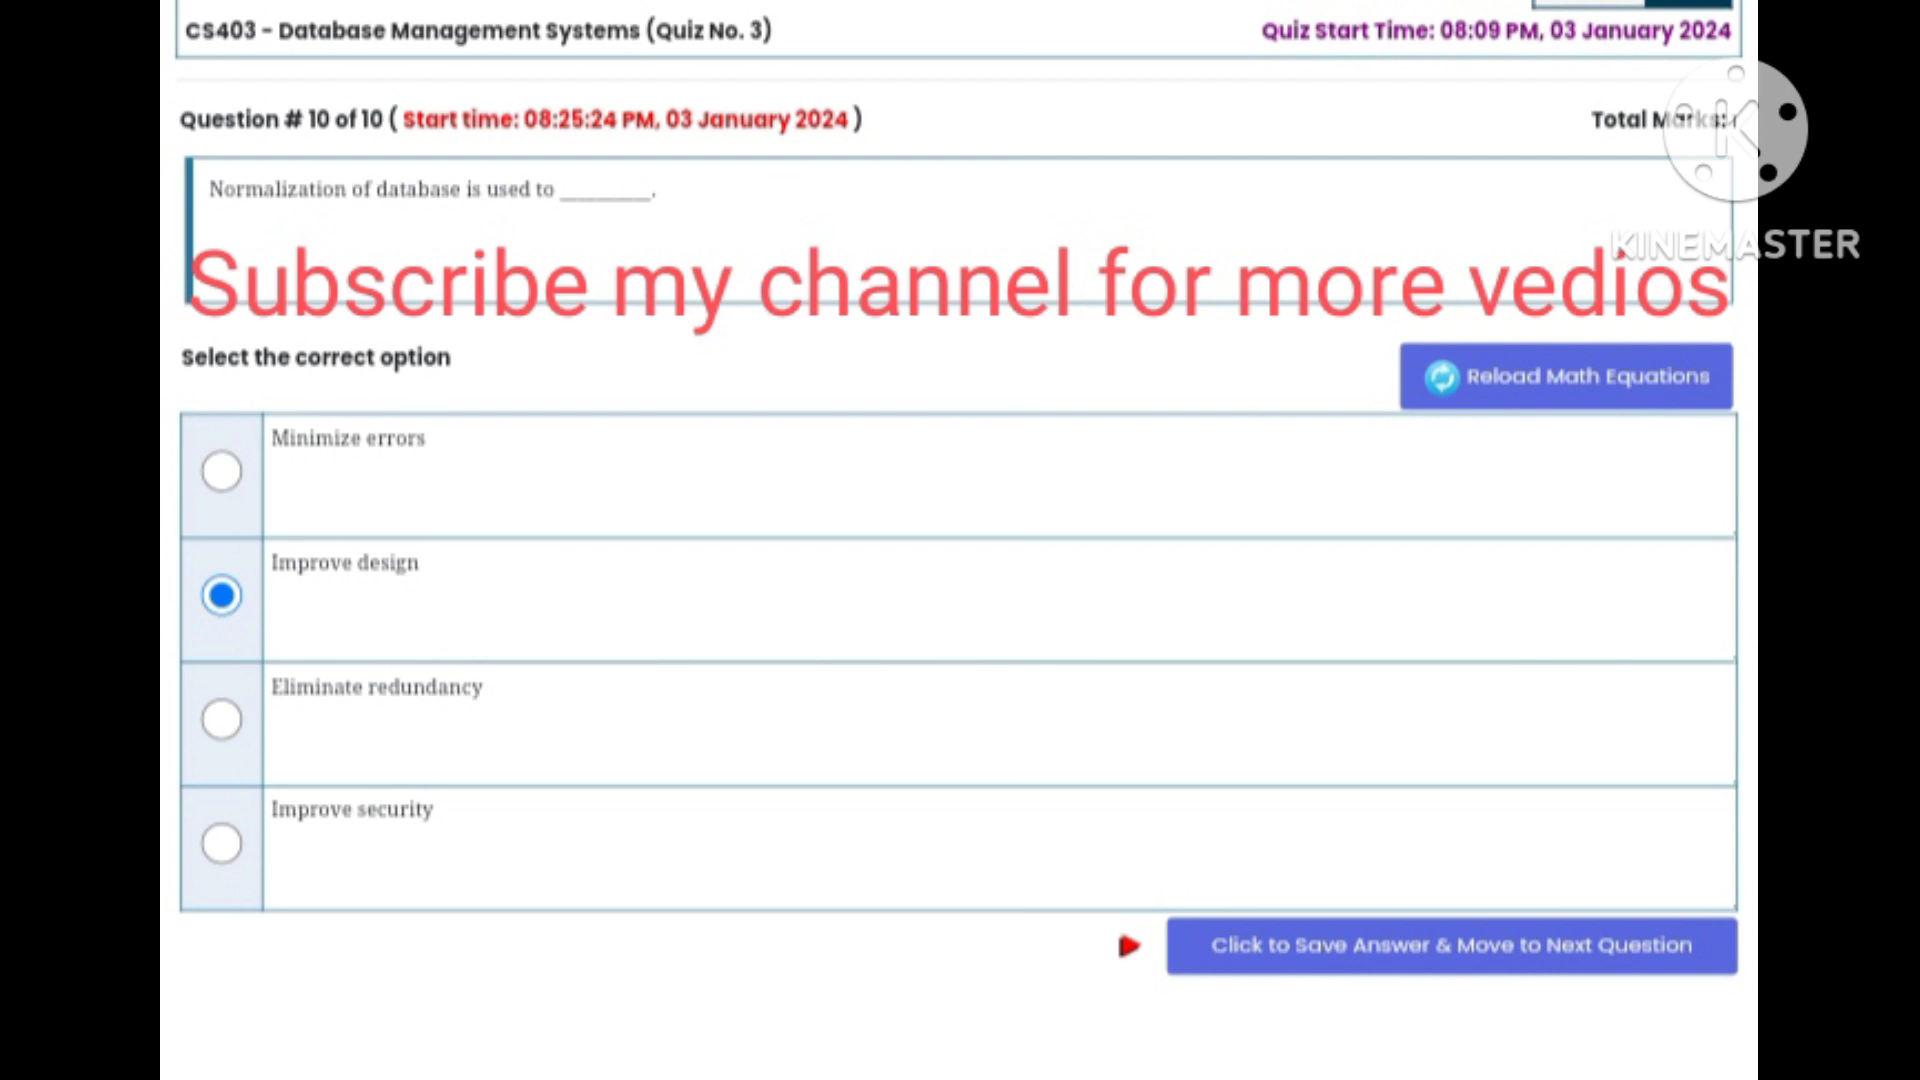 CS403 - Database Management Systems (Quiz No. 3)
Quiz Start Time: 08:09 PM, 03 January 2024
Question # 10 of 10 ( Start time: 08:25:24 PM, 03 January 2024 )
Total Marks:
Normalization of database is used to _________.
KINEMASTER
Subscribe my channel for more vedios
Select the correct option
Reload Math Equations
Minimize errors
Improve design
Eliminate redundancy
Improve security
Click to Save Answer & Move to Next Question